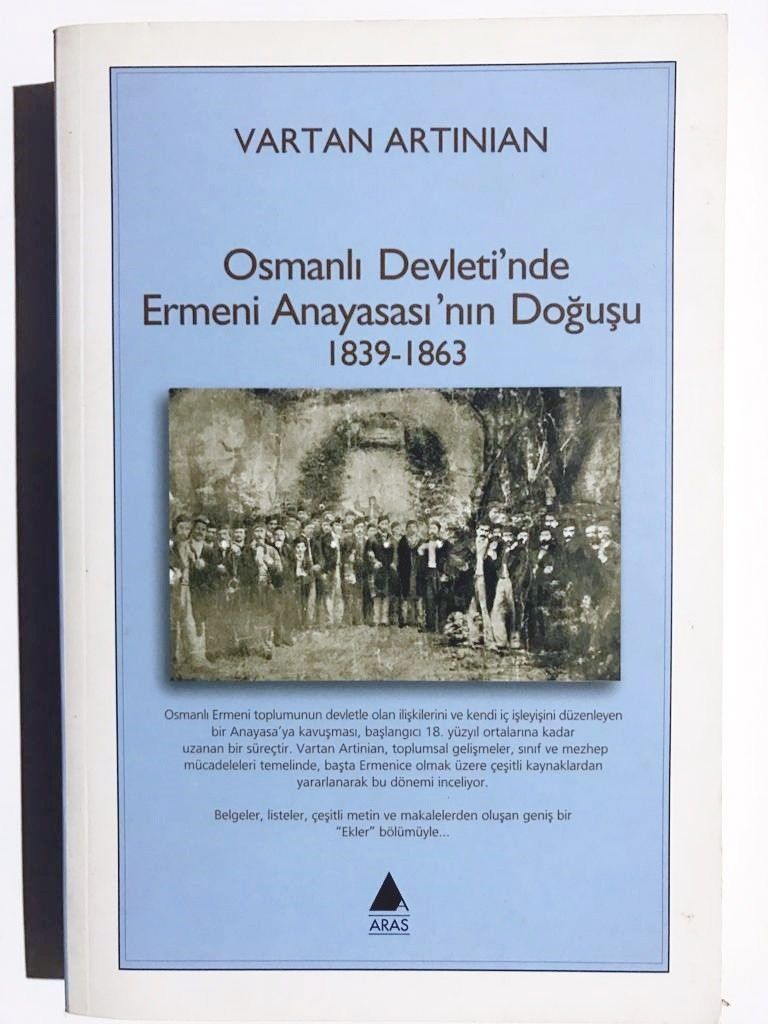 VARTAN ARTINIAN
Osmanlı Devleti'nde
Ermeni Anayasası'nın Doğuşu
1839-1863
Osmanlı Ermeni toplumunun devletle olan ilişkilerini ve kendi iç işleyişini düzenleyen
bir Anayasa'ya kavuşması, başlangıcı 18. yüzyıl ortalarına kadar
uzanan bir süreçtir. Vartan Artinian, toplumsal gelişmeler, sınıf ve mezhep
mücadeleleri temelinde, başta Ermenice olmak üzere çeşitli kaynaklardan
yararlanarak bu dönemi inceliyor.
Belgeler, listeler, çeşitli metin ve makalelerden oluşan geniş bir
"Ekler" bölümüyle...
ARAS